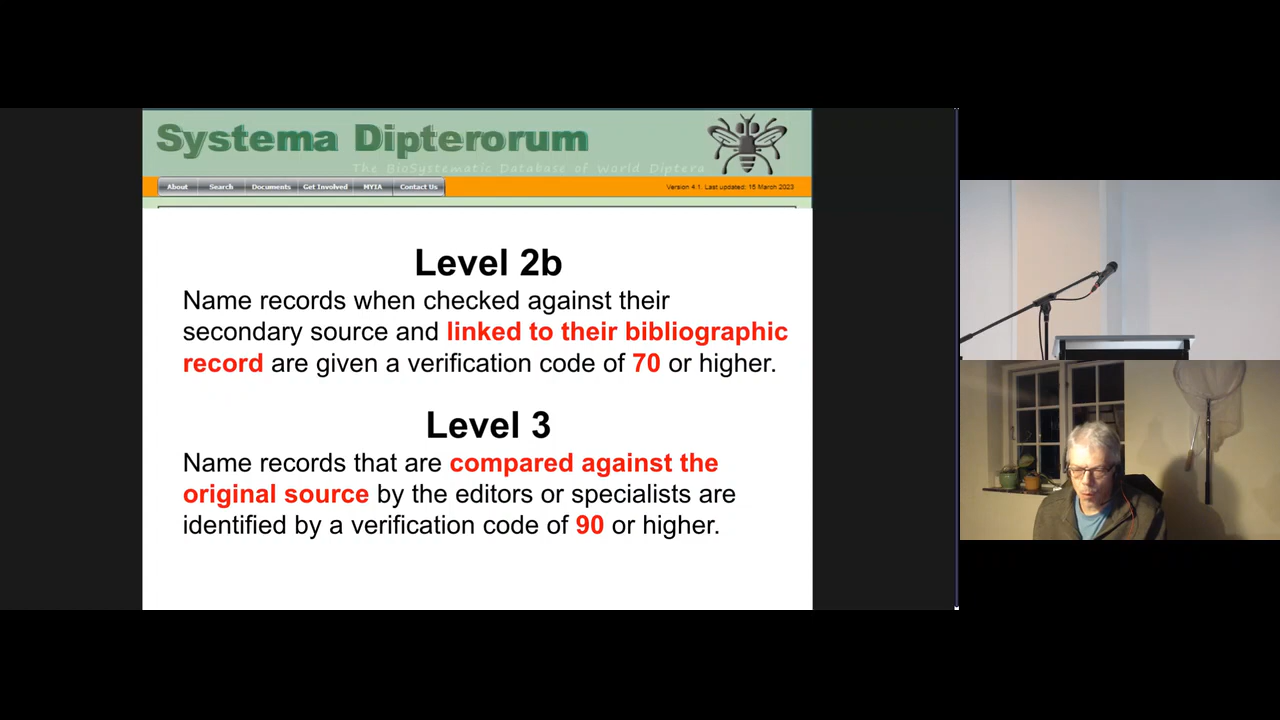 Systema Dipterorum
The BioSystematic Database of World Diptera
About Search Documents Get Involved MYIA Contact Us
Version 4.1. Last updated: 15 March 2023
Level 2b
Name records when checked against their
secondary source and linked to their bibliographic
record are given a verification code of 70 or higher.
Level 3
Name records that are compared against the
original source by the editors or specialists are
identified by a verification code of 90 or higher.